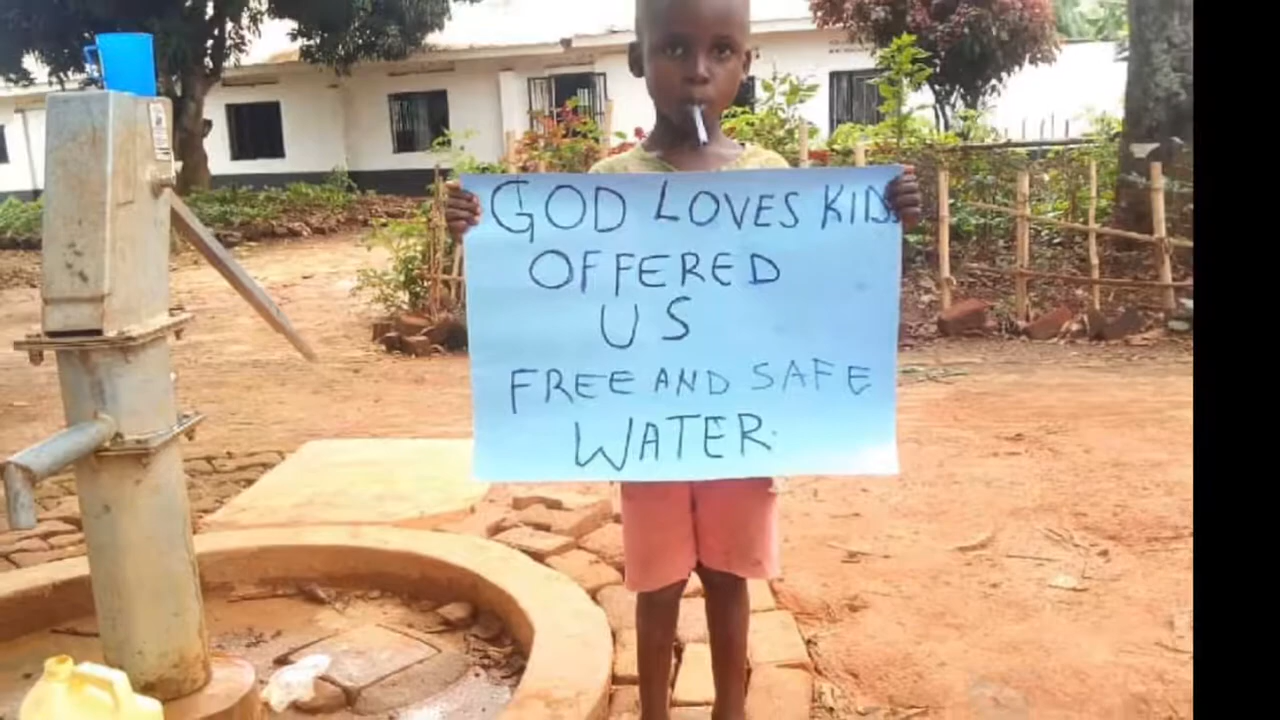 GOD LOVES KIDS
OFFERED
US
FREE AND SAFE
WATER.